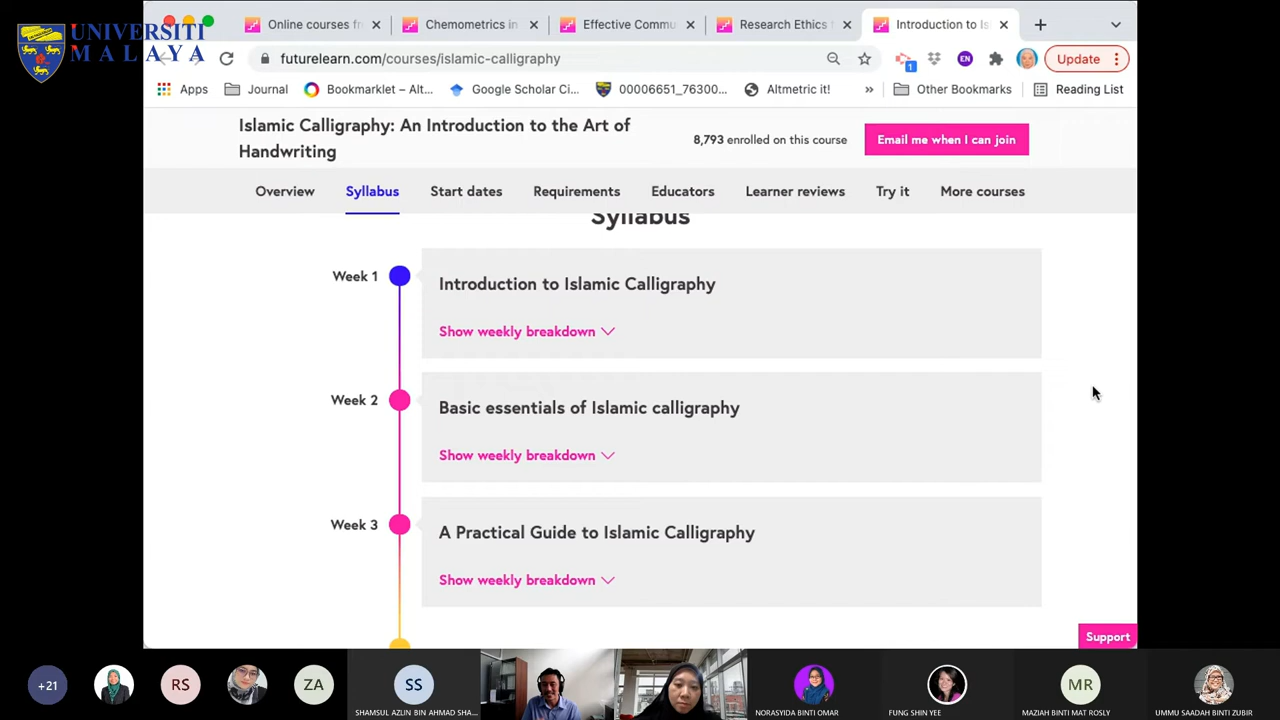 UNIVERSITI
MALAYA
Online courses fr
Chemometrics in
Effective Commu
Research Ethics
Introduction to Is
futurelearn.com/courses/islamic-calligraphy
1
EN
Update
Apps
Journal
Bookmarklet – Alt...
Google Scholar Ci...
00006651_76300...
Altmetric it!
»
Other Bookmarks
Reading List
Islamic Calligraphy: An Introduction to the Art of
Handwriting
8,793 enrolled on this course
Email me when I can join
Overview
Syllabus
Start dates
Requirements
Educators
Learner reviews
Try it
More courses
Syllabus
Week 1
Introduction to Islamic Calligraphy
Show weekly breakdown
Week 2
Basic essentials of Islamic calligraphy
Show weekly breakdown
Week 3
A Practical Guide to Islamic Calligraphy
Show weekly breakdown
Support
+21
RS
ZA
SS
SHAMSUL AZLIN BIN AHMAD SHA...
NORASYIDA BINTI OMAR
FUNG SHIN YEE
MR
MAZIAH BINTI MAT ROSLY
UMMU SAADAH BINTI ZUBIR